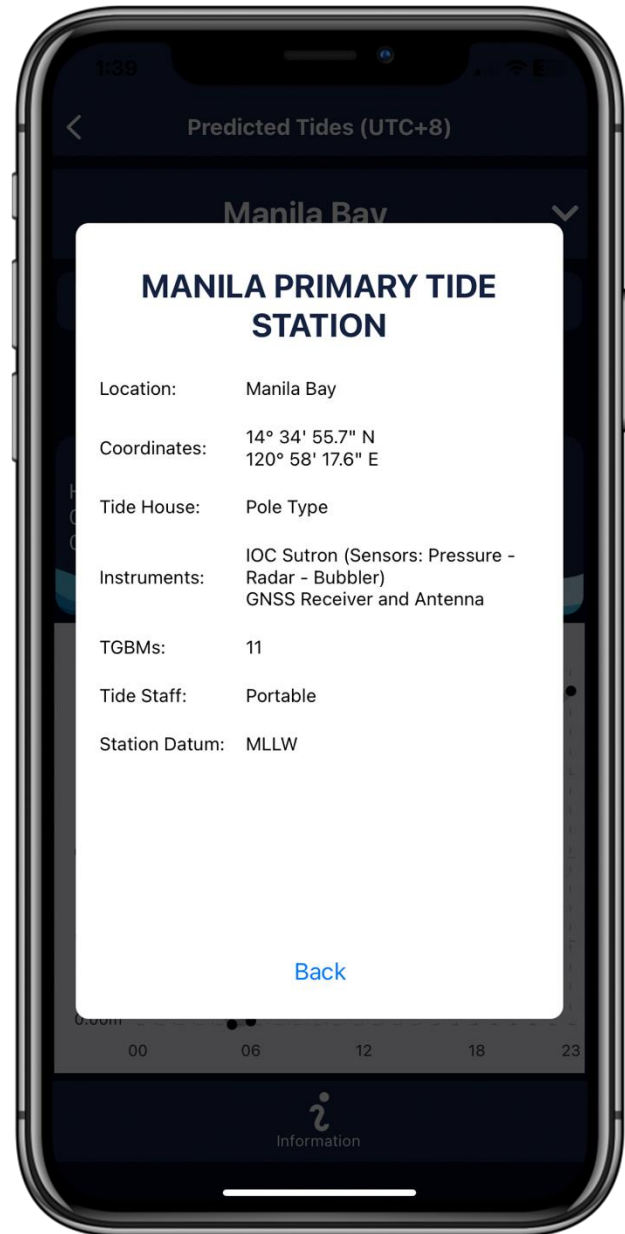 1:39
Predicted Tides (UTC+8)
Manila Bay
MANILA PRIMARY TIDE
STATION
Location: Manila Bay
Coordinates: 14° 34' 55.7" N
120° 58' 17.6" E
Tide House: Pole Type
Instruments: IOC Sutron (Sensors: Pressure -
Radar - Bubbler)
GNSS Receiver and Antenna
TGBMs: 11
Tide Staff: Portable
Station Datum: MLLW
Back
0.00m
00 06 12 18 23
Information